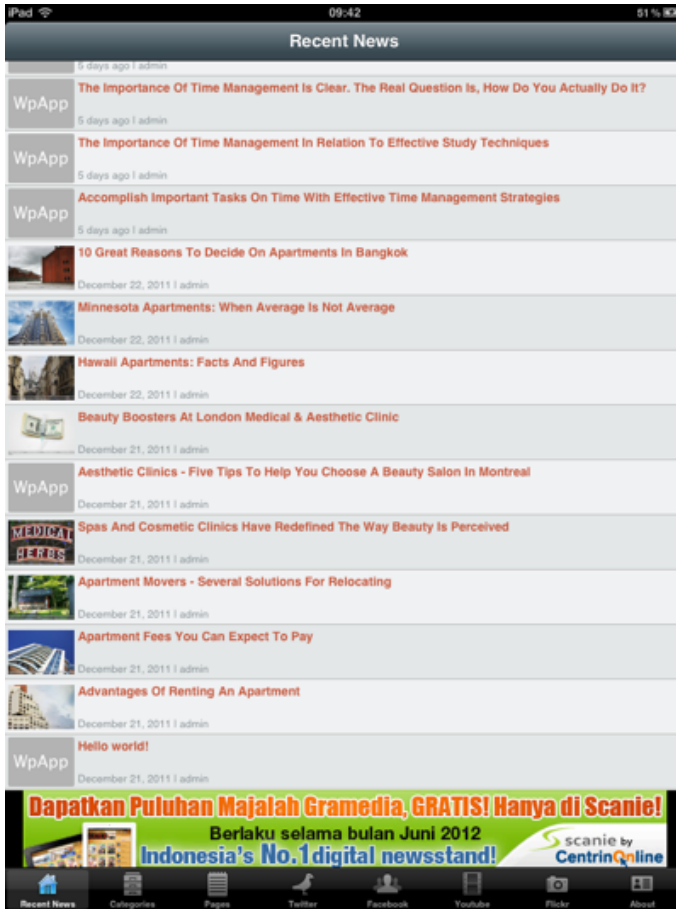 iPad 09:42 51 %
Recent News
5 days ago | admin
The Importance Of Time Management Is Clear. The Real Question Is, How Do You Actually Do It?
WpApp
5 days ago | admin
The Importance Of Time Management In Relation To Effective Study Techniques
WpApp
5 days ago | admin
Accomplish Important Tasks On Time With Effective Time Management Strategies
WpApp
5 days ago | admin
10 Great Reasons To Decide On Apartments In Bangkok
December 22, 2011 | admin
Minnesota Apartments: When Average Is Not Average
December 22, 2011 | admin
Hawaii Apartments: Facts And Figures
December 22, 2011 | admin
Beauty Boosters At London Medical & Aesthetic Clinic
December 21, 2011 | admin
Aesthetic Clinics - Five Tips To Help You Choose A Beauty Salon In Montreal
WpApp
December 21, 2011 | admin
Spas And Cosmetic Clinics Have Redefined The Way Beauty Is Perceived
MEDICAL
HERBS
December 21, 2011 | admin
Apartment Movers - Several Solutions For Relocating
December 21, 2011 | admin
Apartment Fees You Can Expect To Pay
December 21, 2011 | admin
Advantages Of Renting An Apartment
December 21, 2011 | admin
Hello world!
WpApp
December 21, 2011 | admin
Dapatkan Puluhan Majalah Gramedia, GRATIS! Hanya di Scanie!
Berlaku selama bulan Juni 2012
Indonesia's No.1 digital newsstand!
scanie by
CentrinOnline
Recent News Categories Pages Twitter Facebook Youtube Flickr About